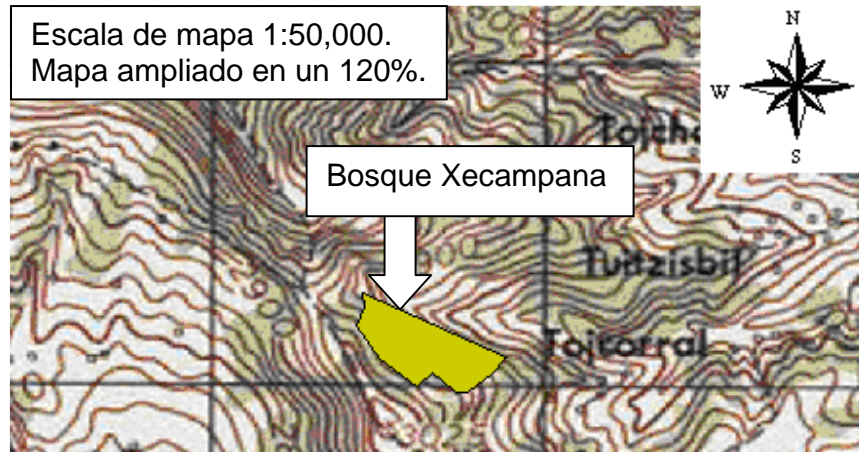 Escala de mapa 1:50,000.
Mapa ampliado en un 120%.
N
W
S
Bosque Xecampana
Tuitzisbil
Tojcorral